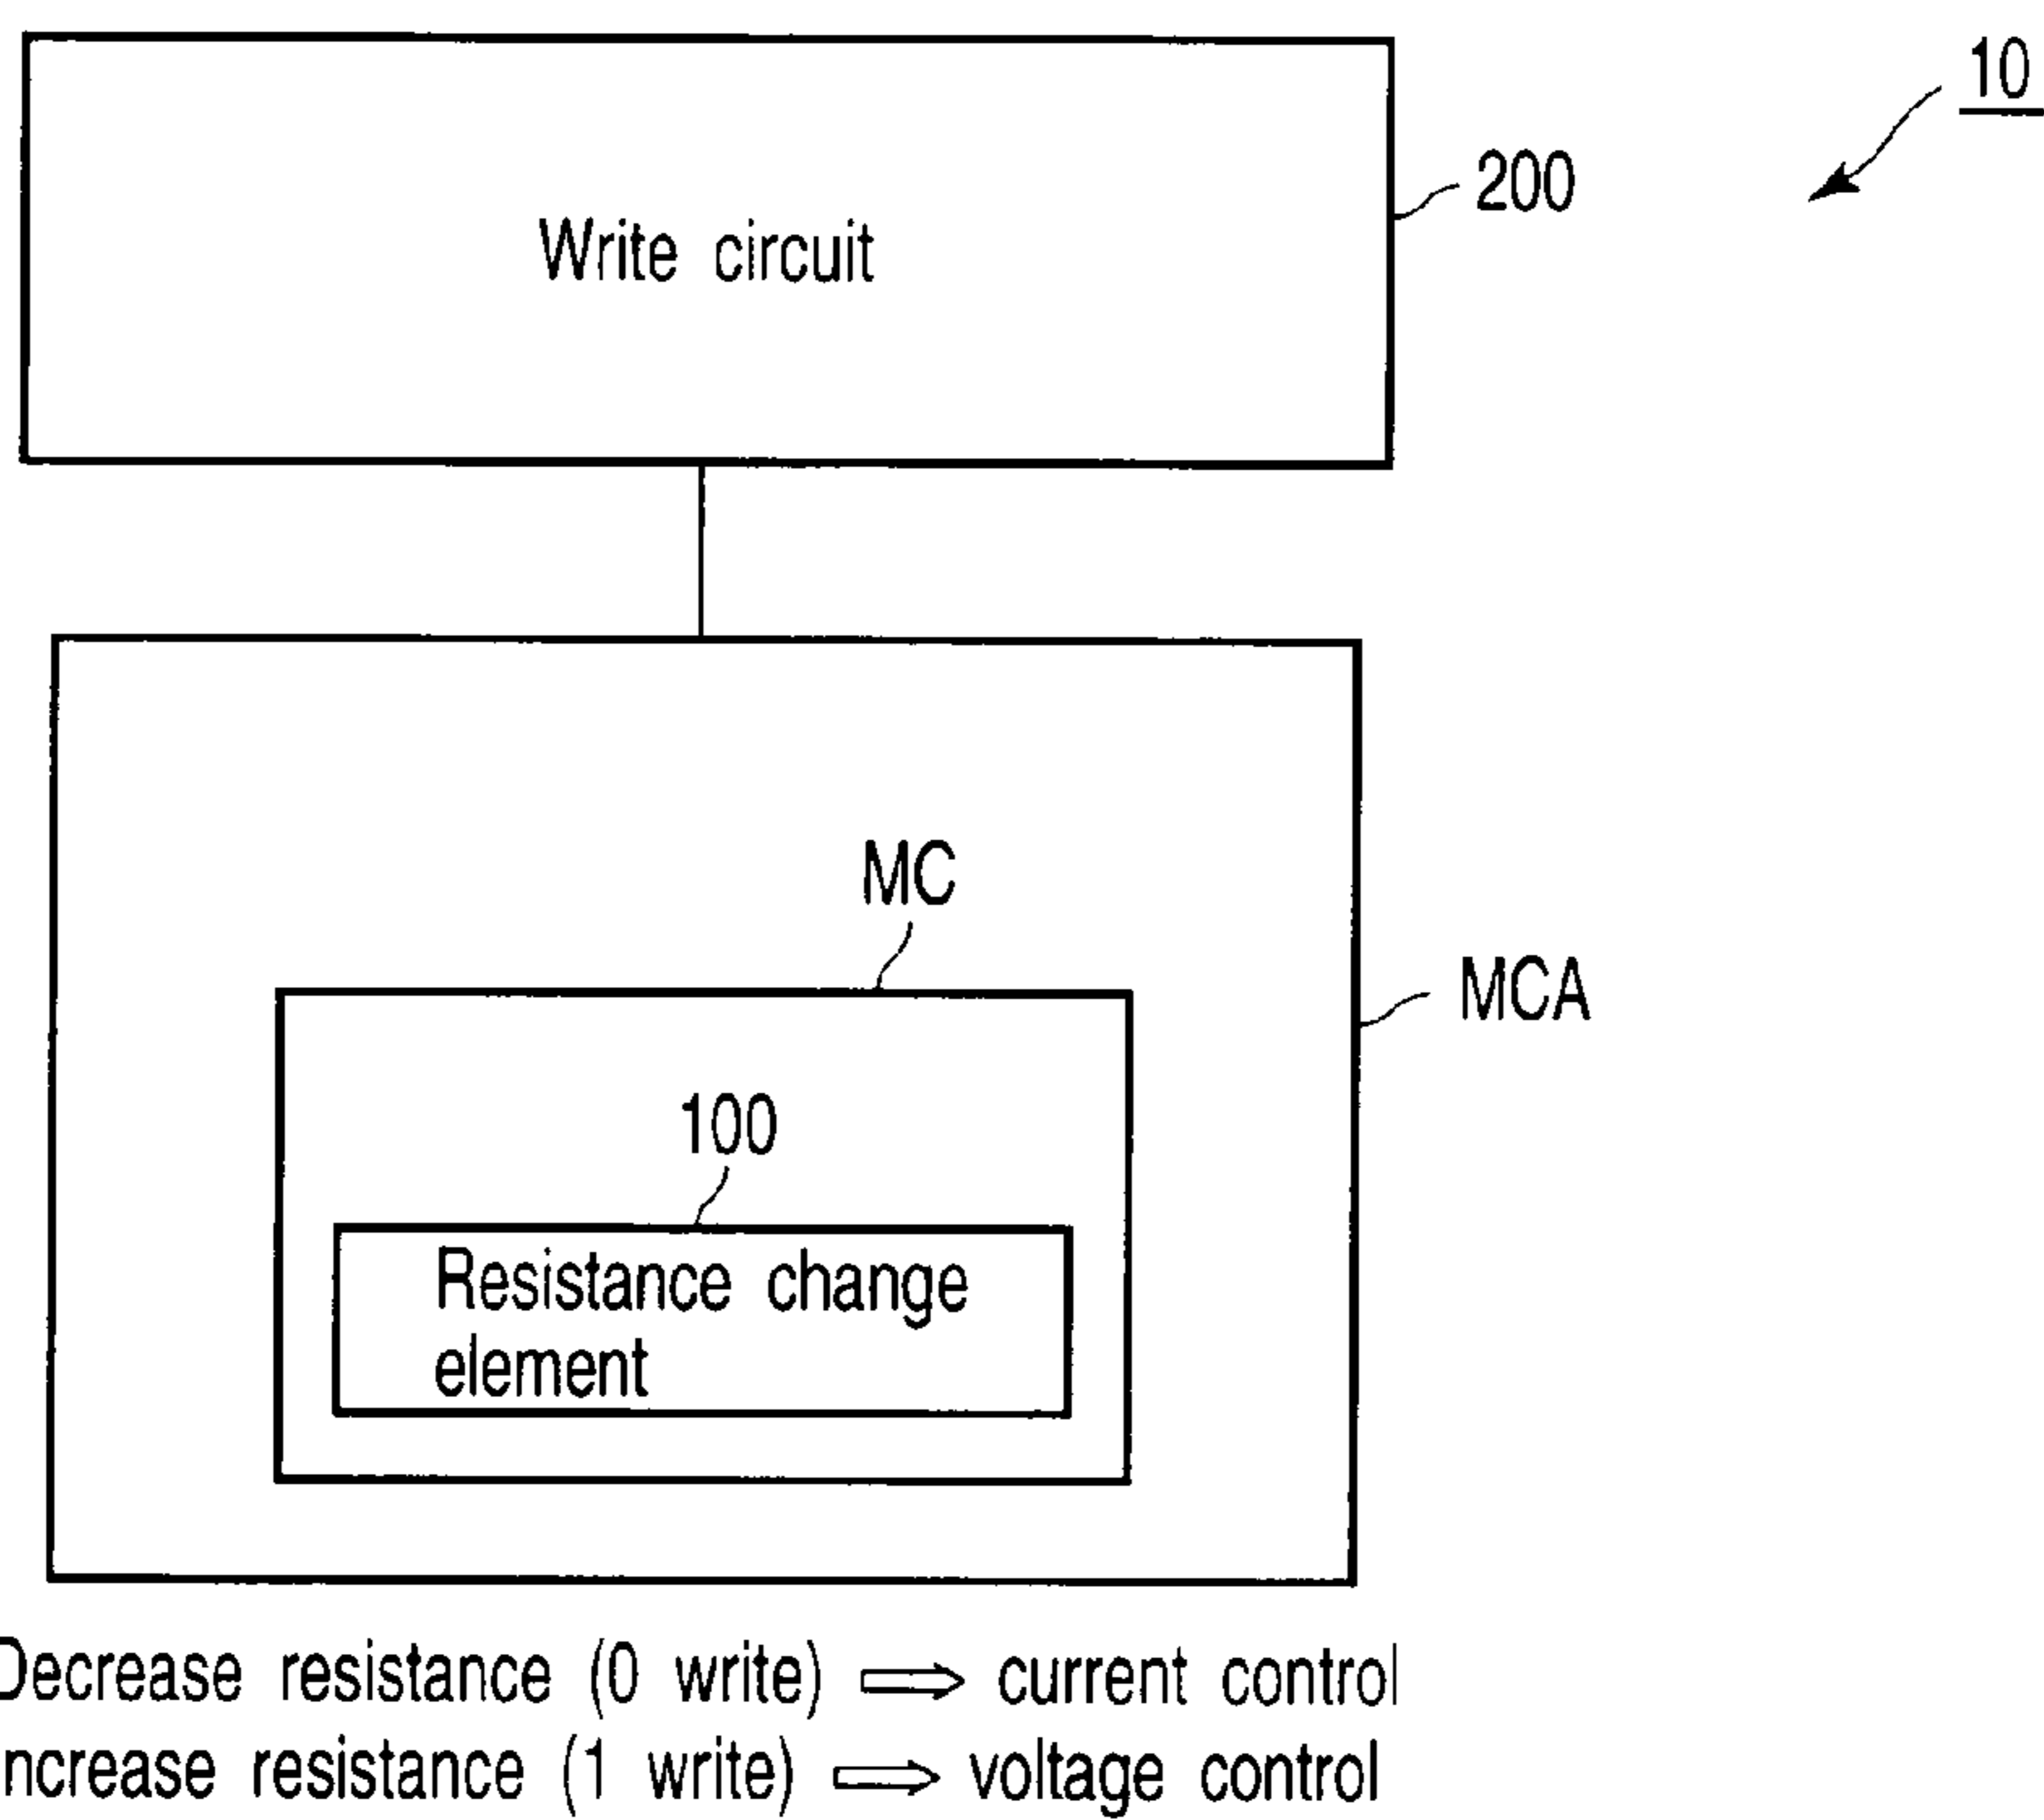 10
200
Write circuit
MC
MCA
100
Resistance change
element
Decrease resistance (0 write) ⇒ current control
Increase resistance (1 write) ⇒ voltage control